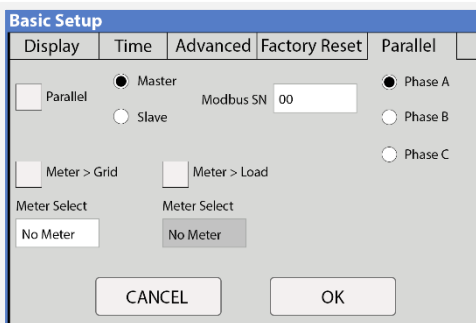 Basic Setup
Display Time Advanced Factory Reset Parallel
Parallel
Master
Slave
Modbus SN 00
Phase A
Phase B
Phase C
Meter > Grid
Meter > Load
Meter Select
Meter Select
No Meter
No Meter
CANCEL
OK